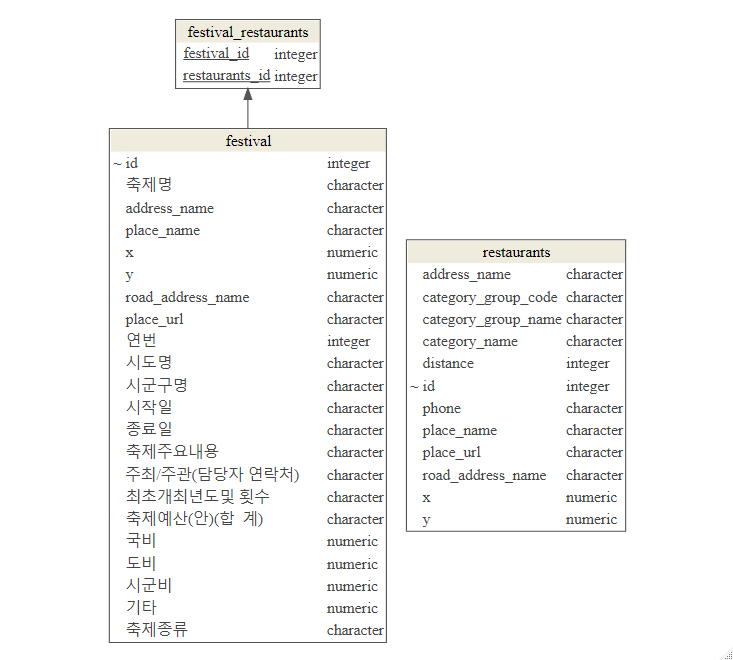 festival_restaurants
festival_id integer
restaurants_id integer
festival
~ id integer
축제명 character
address_name character
place_name character
x numeric
y numeric
road_address_name character
place_url character
연번 integer
시도명 character
시군구명 character
시작일 character
종료일 character
축제주요내용 character
주최/주관(담당자 연락처) character
최초개최년도및 횟수 character
축제예산(안)(합 계) character
국비 numeric
도비 numeric
시군비 numeric
기타 numeric
축제종류 character
restaurants
address_name character
category_group_code character
category_group_name character
category_name character
distance integer
~ id integer
phone character
place_name character
place_url character
road_address_name character
x numeric
y numeric